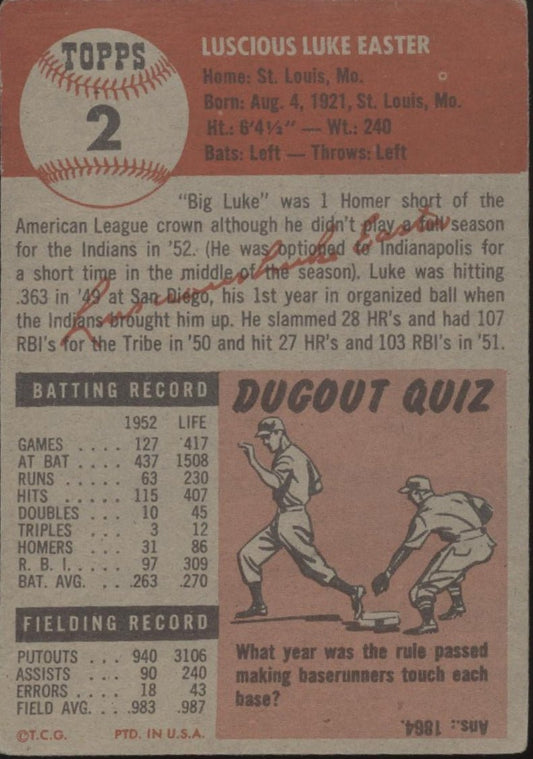 TOPPS
2
LUSCIOUS LUKE EASTER
Home: St. Louis, Mo.
Born: Aug. 4, 1921, St. Louis, Mo.
Ht.: 6'4½" — Wt.: 240
Bats: Left — Throws: Left
"Big Luke" was 1 Homer short of the
American League crown although he didn't play a full season
for the Indians in '52. (He was optioned to Indianapolis for
a short time in the middle of the season). Luke was hitting
.363 in '49 at San Diego, his 1st year in organized ball when
the Indians brought him up. He slammed 28 HR's and had 107
RBI's for the Tribe in '50 and hit 27 HR's and 103 RBI's in '51.
Luscious Luke Easter
BATTING RECORD
1952 LIFE
GAMES .... 127 417
AT BAT .... 437 1508
RUNS .... 63 230
HITS .... 115 407
DOUBLES ... 10 45
TRIPLES ... 3 12
HOMERS ... 31 86
R. B. I. .... 97 309
BAT. AVG. ... .263 .270
FIELDING RECORD
PUTOUTS ... 940 3106
ASSISTS ... 90 240
ERRORS ... 18 43
FIELD AVG. .. .983 .987
©T.C.G. PTD. IN U.S.A.
DUGOUT QUIZ
What year was the rule passed
making baserunners touch each
base?
Ans.: 1864.